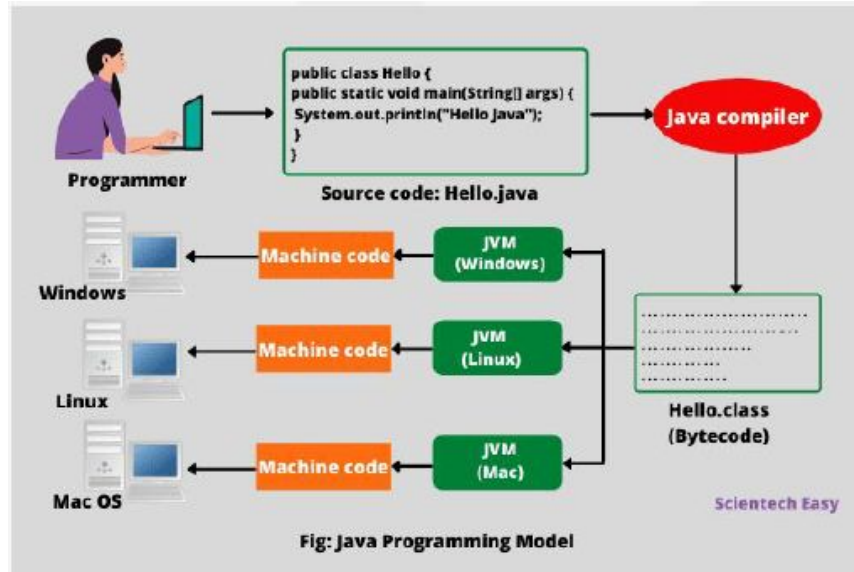 public class Hello {
public static void main(String[] args) {
System.out.println("Hello Java");
}
}
Java compiler
Programmer
Source code: Hello.java
Machine code
JVM
(Windows)
Windows
Machine code
JVM
(Linux)
Linux
Hello.class
(Bytecode)
Machine code
JVM
(Mac)
Mac OS
Scientech Easy
Fig: Java Programming Model